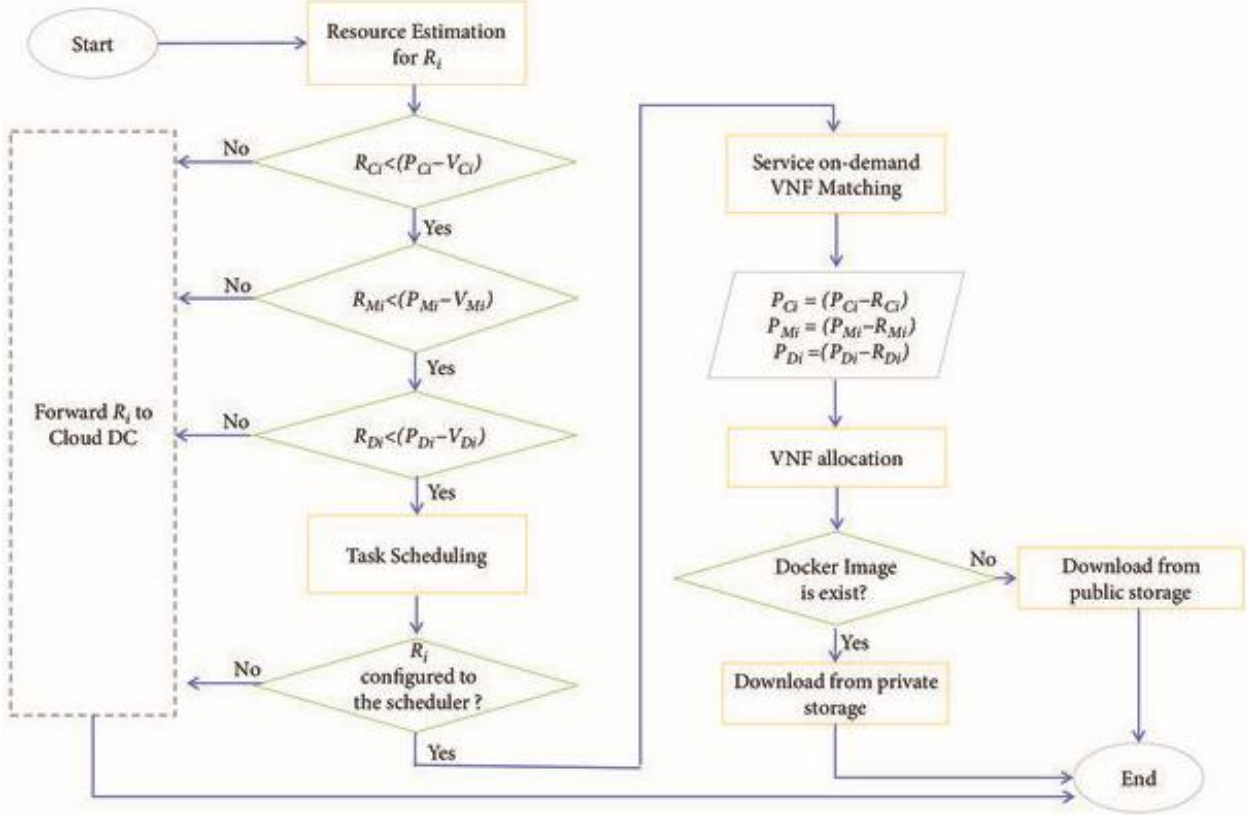 Start
Resource Estimation
for Ri
RCi<(PCi−VCi)
No
Yes
RMi<(PMi−VMi)
No
Yes
RDi<(PDi−VDi)
No
Yes
Forward Ri to
Cloud DC
Task Scheduling
Ri
configured to
the scheduler ?
No
Yes
Service on-demand
VNF Matching
PCi = (PCi−RCi)
PMi = (PMi−RMi)
PDi =(PDi−RDi)
VNF allocation
Docker Image
is exist?
No
Download from
public storage
Yes
Download from private
storage
End